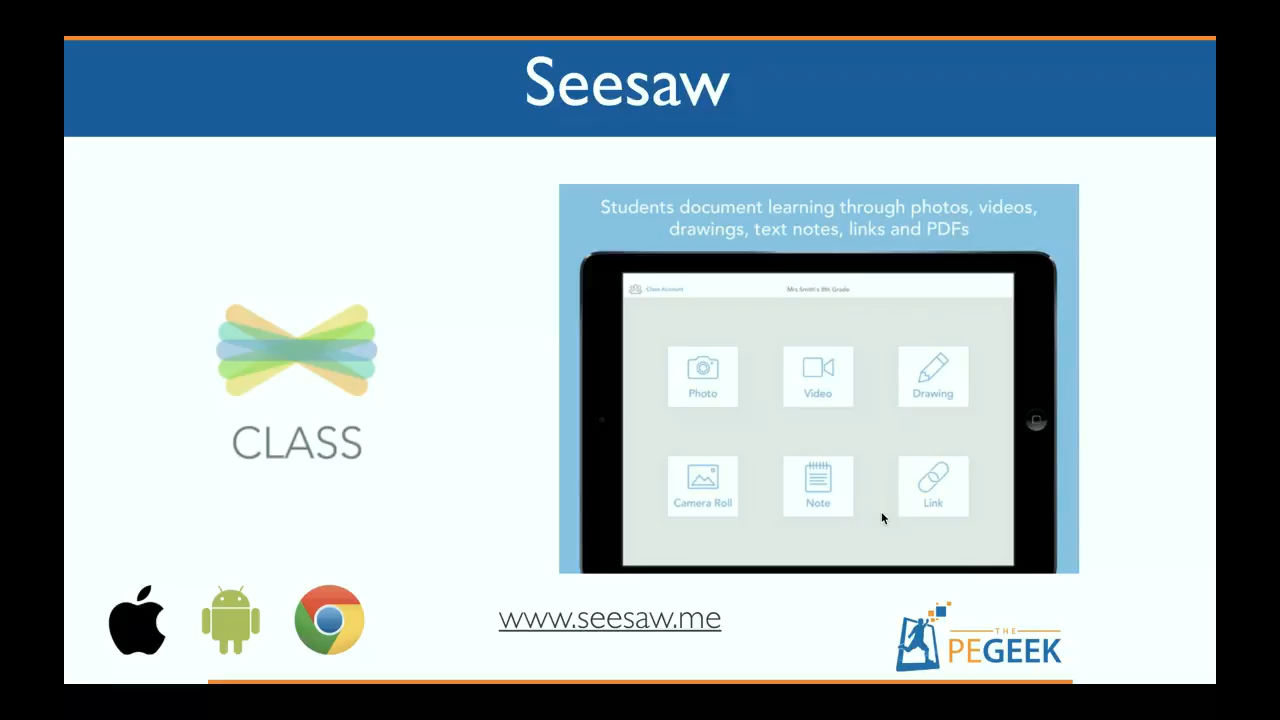 Seesaw
Students document learning through photos, videos,
drawings, text notes, links and PDFs
Class Account
Mrs Smith's 8th Grade
Photo
Video
Drawing
CLASS
Camera Roll
Note
Link
www.seesaw.me
THE
PEGEEK